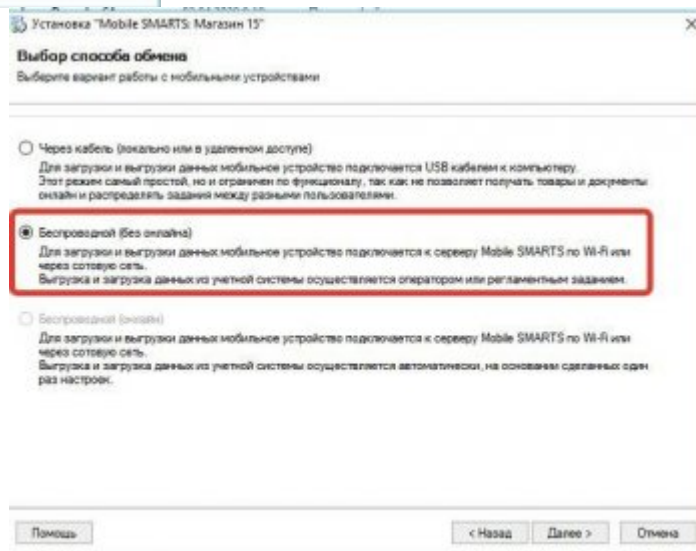 Установка "Mobile SMARTS: Магазин 15"
Выбор способа обмена
Выберите вариант работы с мобильными устройствами
Через кабель (локально или в удаленном доступе)
Для загрузки и выгрузки данных мобильное устройство подключается USB кабелем к компьютеру.
Этот режим самый простой, но и ограничен по функционалу, так как не позволяет получать товары и документы
онлайн и распределять задания между разными пользователями.
Беспроводной (без онлайна)
Для загрузки и выгрузки данных мобильное устройство подключается к серверу Mobile SMARTS по Wi-Fi или
через сотовую сеть.
Выгрузка и загрузка данных из учетной системы осуществляется оператором или регламентным заданием.
Беспроводной (онлайн)
Для загрузки и выгрузки данных мобильное устройство подключается к серверу Mobile SMARTS по Wi-Fi или
через сотовую сеть.
Выгрузка и загрузка данных из учетной системы осуществляется автоматически, на основании сделанных один
раз настроек.
Помощь
< Назад
Далее >
Отмена